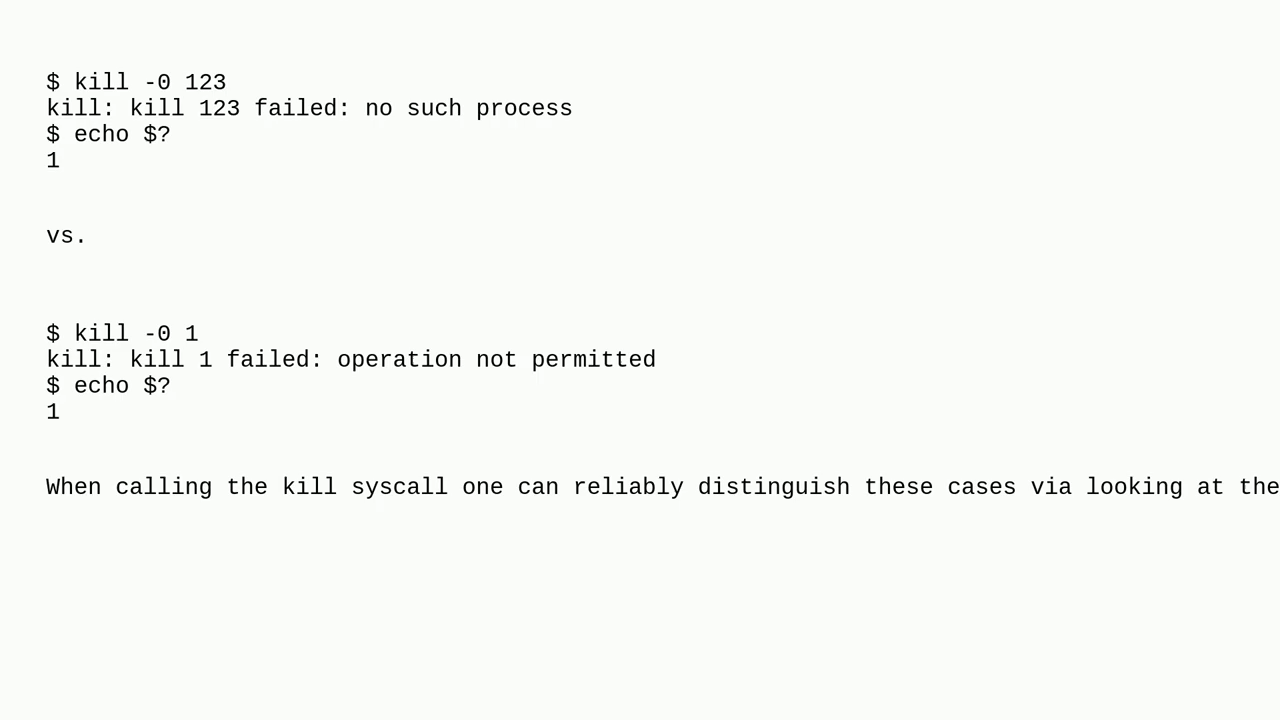 $ kill -0 123
kill: kill 123 failed: no such process
$ echo $?
1
vs.
$ kill -0 1
kill: kill 1 failed: operation not permitted
$ echo $?
1
When calling the kill syscall one can reliably distinguish these cases via looking at the